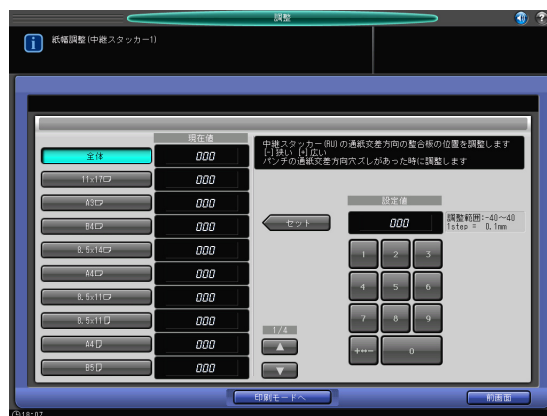 調整
紙幅調整(中継スタッカー1)
現在値
全体 000
11x17 000
A3 000
B4 000
8.5x14 000
A4 000
8.5x11 000
8.5x11 000
A4 000
B5 000
中継スタッカー(RU)の通紙交差方向の整合板の位置を調整します
[-]狭い [+]広い
パンチの通紙交差方向穴ズレがあった時に調整します
設定値
セット
000
調整範囲:-40~40
1step = 0.1mm
1 2 3
4 5 6
7 8 9
+↔- 0
1/4
▲
▼
印刷モードへ
前画面
18:07